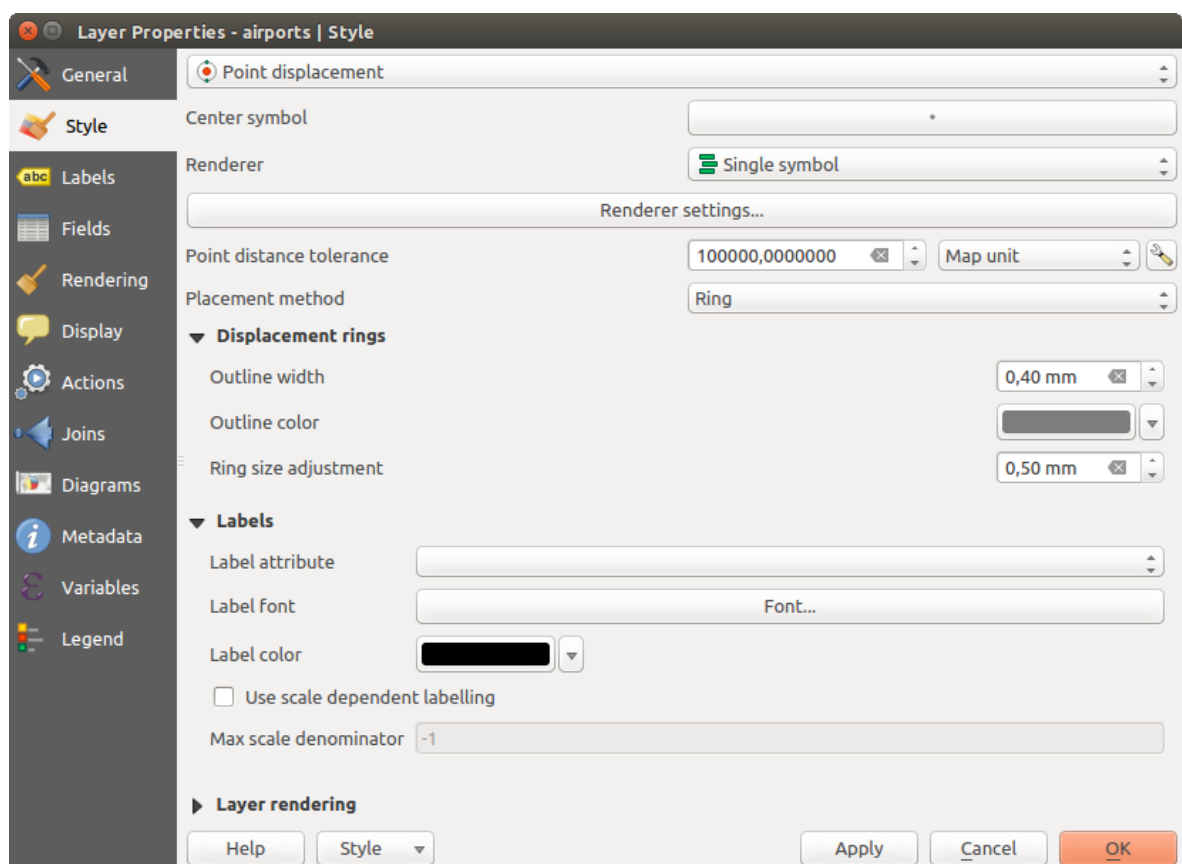 Layer Properties - airports | Style
General
Style
abc Labels
Fields
Rendering
Display
Actions
Joins
Diagrams
Metadata
Variables
Legend
Point displacement
Center symbol
Renderer Single symbol
Renderer settings...
Point distance tolerance 100000,0000000 Map unit
Placement method Ring
Displacement rings
Outline width 0,40 mm
Outline color
Ring size adjustment 0,50 mm
Labels
Label attribute
Label font Font...
Label color
Use scale dependent labelling
Max scale denominator -1
Layer rendering
Help Style Apply Cancel OK